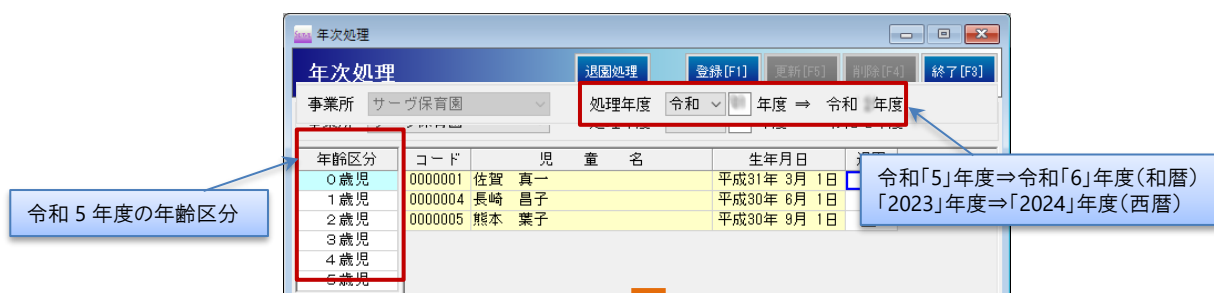 年次処理
年次処理
退園処理
登録[F1]
更新[F5]
削除[F4]
終了[F3]
事業所 サーヴ保育園
処理年度 令和 年度 ⇒ 令和 年度
年齢区分
コード 児童名 生年月日
0歳児
1歳児
2歳児
3歳児
4歳児
5歳児
0000001 佐賀 真一 平成31年 3月 1日
0000004 長崎 昌子 平成30年 6月 1日
0000005 熊本 葉子 平成30年 9月 1日
令和5年度の年齢区分
令和「5」年度⇒令和「6」年度(和暦)
「2023」年度⇒「2024」年度(西暦)